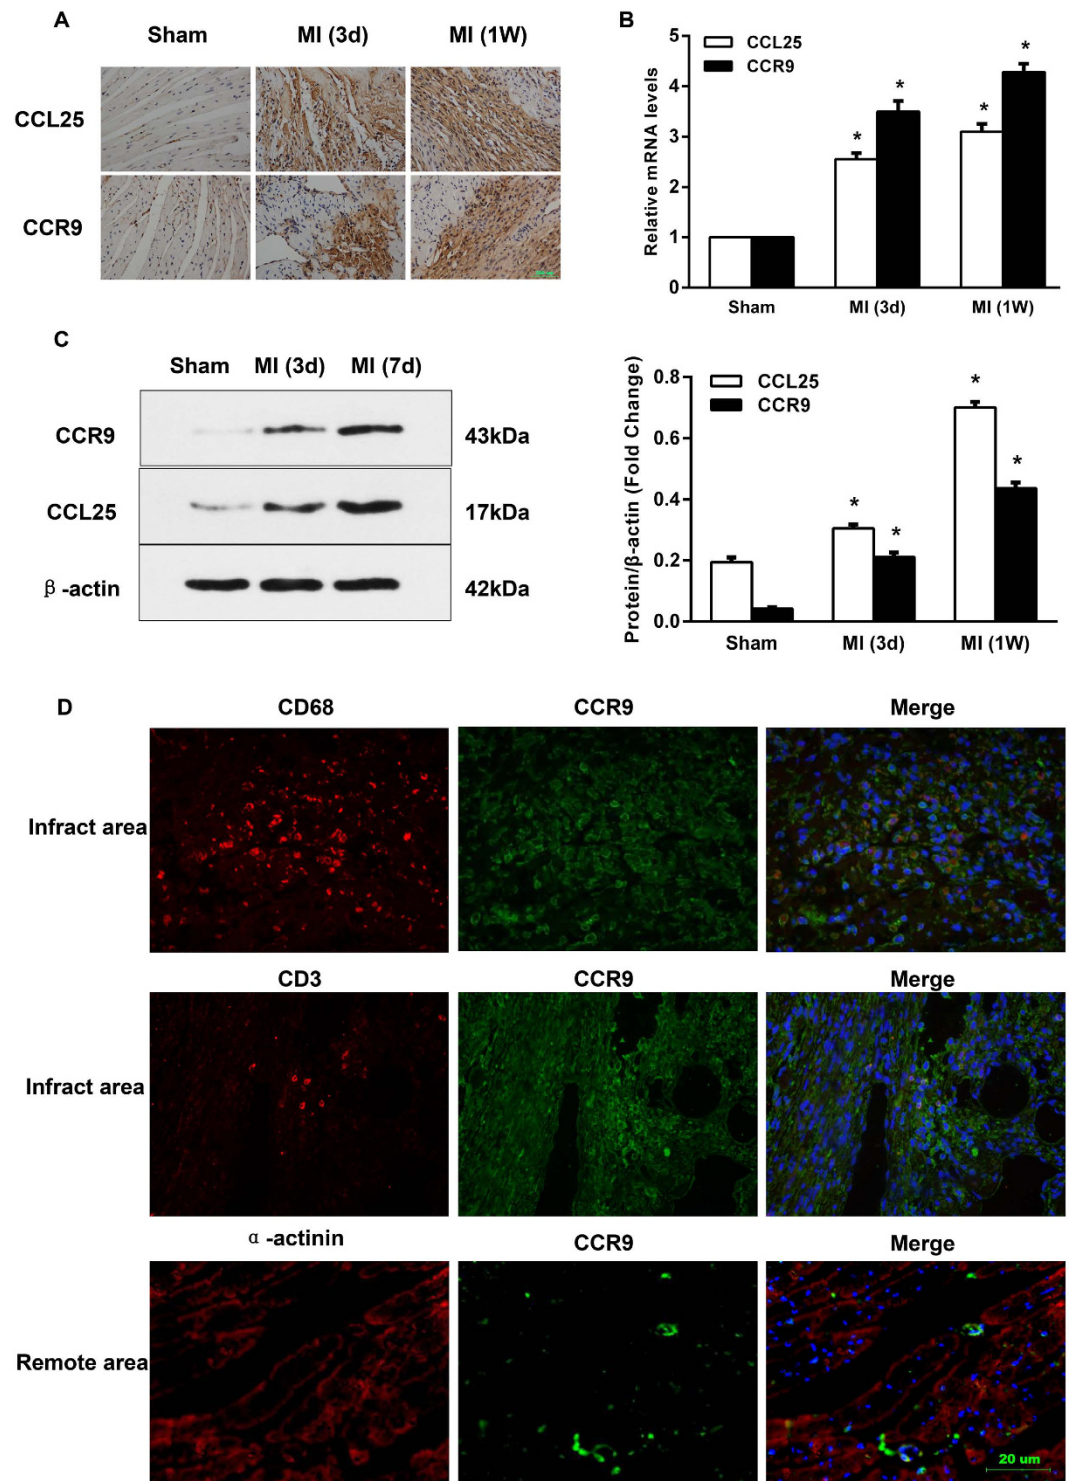 A
Sham MI (3d) MI (1W)
CCL25
CCR9
B
CCL25
CCR9
Relative mRNA levels
5
4
3
2
1
0
* * * *
Sham MI (3d) MI (1W)
C
Sham MI (3d) MI (7d)
CCR9 43kDa
CCL25 17kDa
β-actin 42kDa
CCL25
CCR9
Protein/β-actin (Fold Change)
0.8
0.6
0.4
0.2
0.0
* * * *
Sham MI (3d) MI (1W)
D
CD68 CCR9 Merge
Infract area
CD3 CCR9 Merge
Infract area
α-actinin CCR9 Merge
Remote area
20 um